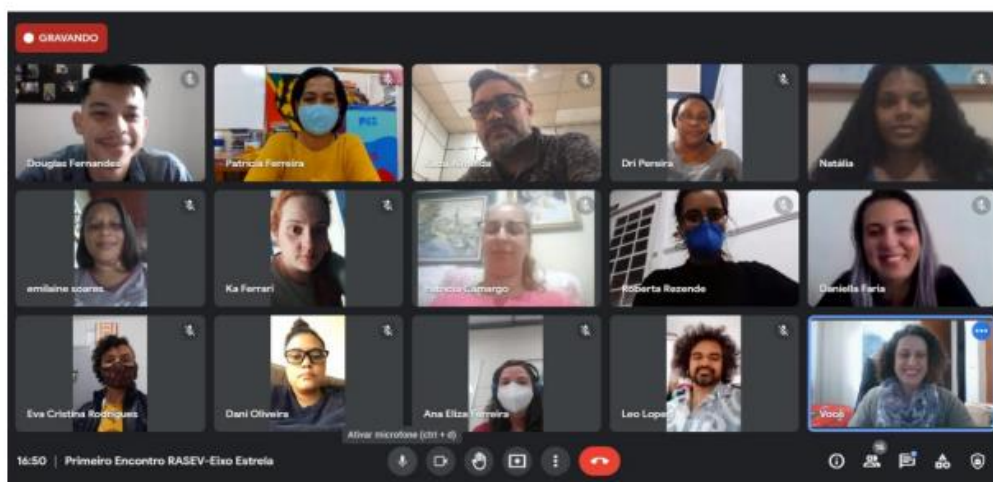 GRAVANDO
Douglas Fernandes
Patricia Ferreira
Dri Pereira
Natália
emilaine soares
Ka Ferrari
Patricia Camargo
Roberta Rezende
Daniella Faria
Eva Cristina Rodrigues
Dani Oliveira
Ana Eliza Ferreira
Leo Lopes
Você
Ativar microfone (ctrl + d)
16:50 | Primeiro Encontro RASEV-Eixo Estrela